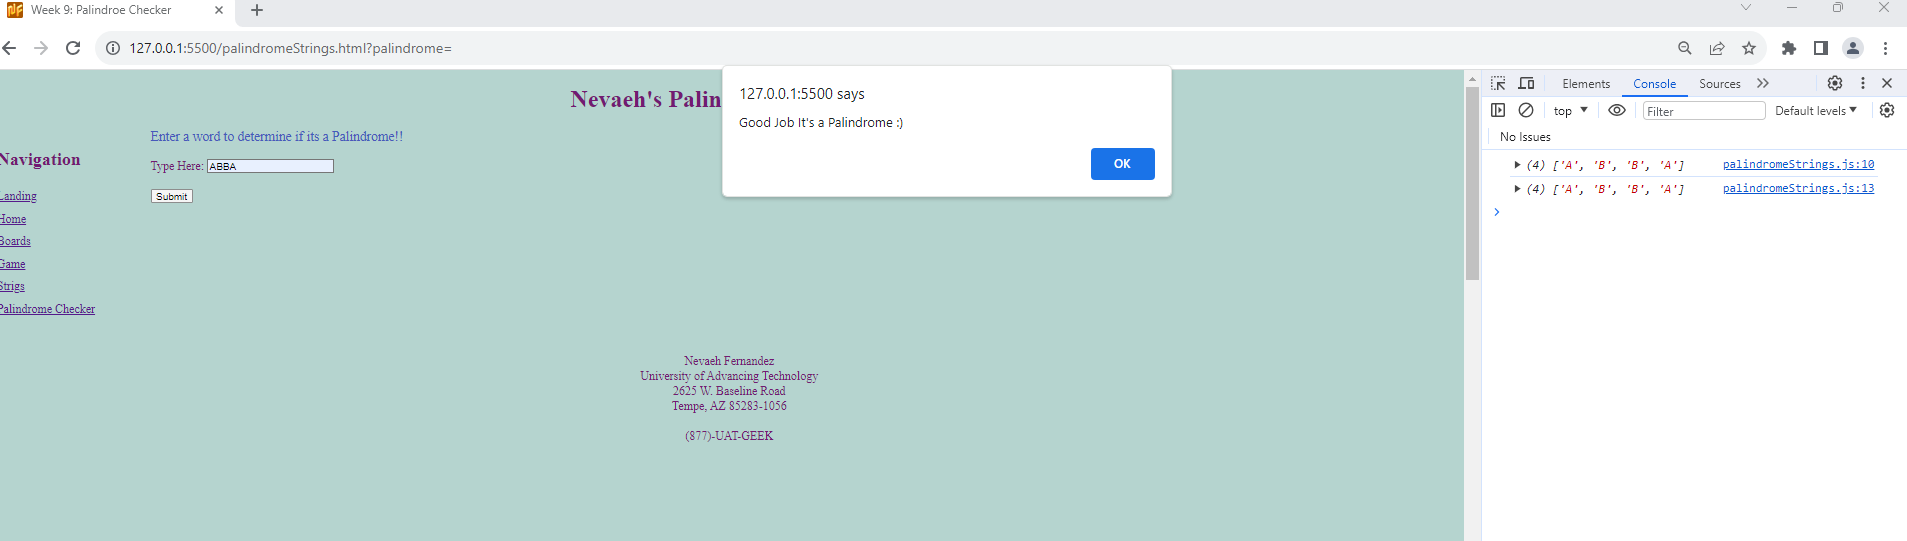 Week 9: Palindroe Checker
127.0.0.1:5500/palindromeStrings.html?palindrome=
Nevaeh's Palin
Enter a word to determine if its a Palindrome!!
Type Here: ABBA
Submit
Navigation
Landing
Home
Boards
Game
Strigs
Palindrome Checker
127.0.0.1:5500 says
Good Job It's a Palindrome :)
OK
Nevaeh Fernandez
University of Advancing Technology
2625 W. Baseline Road
Tempe, AZ 85283-1056
(877)-UAT-GEEK
Elements Console Sources
top Filter Default levels
No Issues
(4) ['A', 'B', 'B', 'A'] palindromeStrings.js:10
(4) ['A', 'B', 'B', 'A'] palindromeStrings.js:13